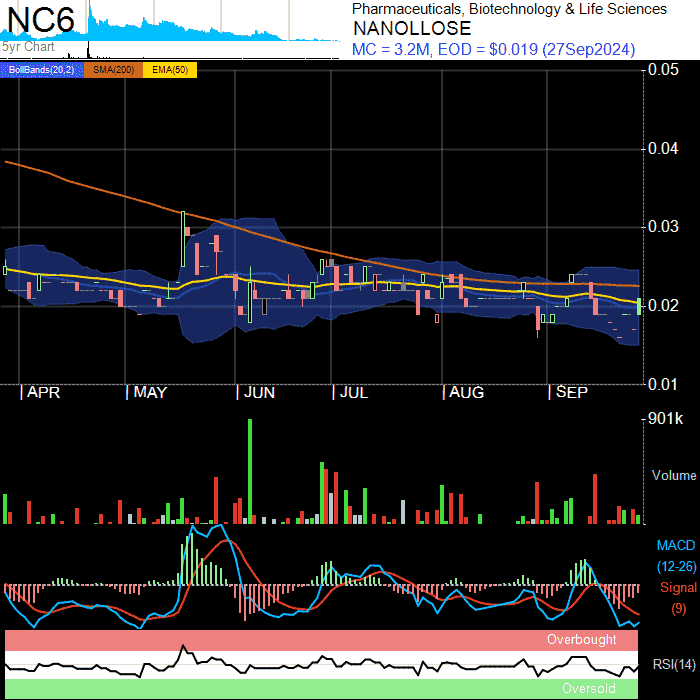 NC6
5yr Chart
Pharmaceuticals, Biotechnology & Life Sciences
NANOLLOSE
MC = 3.2M, EOD = $0.019 (27Sep2024)
BollBands(20,2) SMA(200) EMA(50)
0.05
0.04
0.03
0.02
0.01
APR MAY JUN JUL AUG SEP
901k
Volume
MACD
(12-26)
Signal
(9)
Overbought
RSI(14)
Oversold